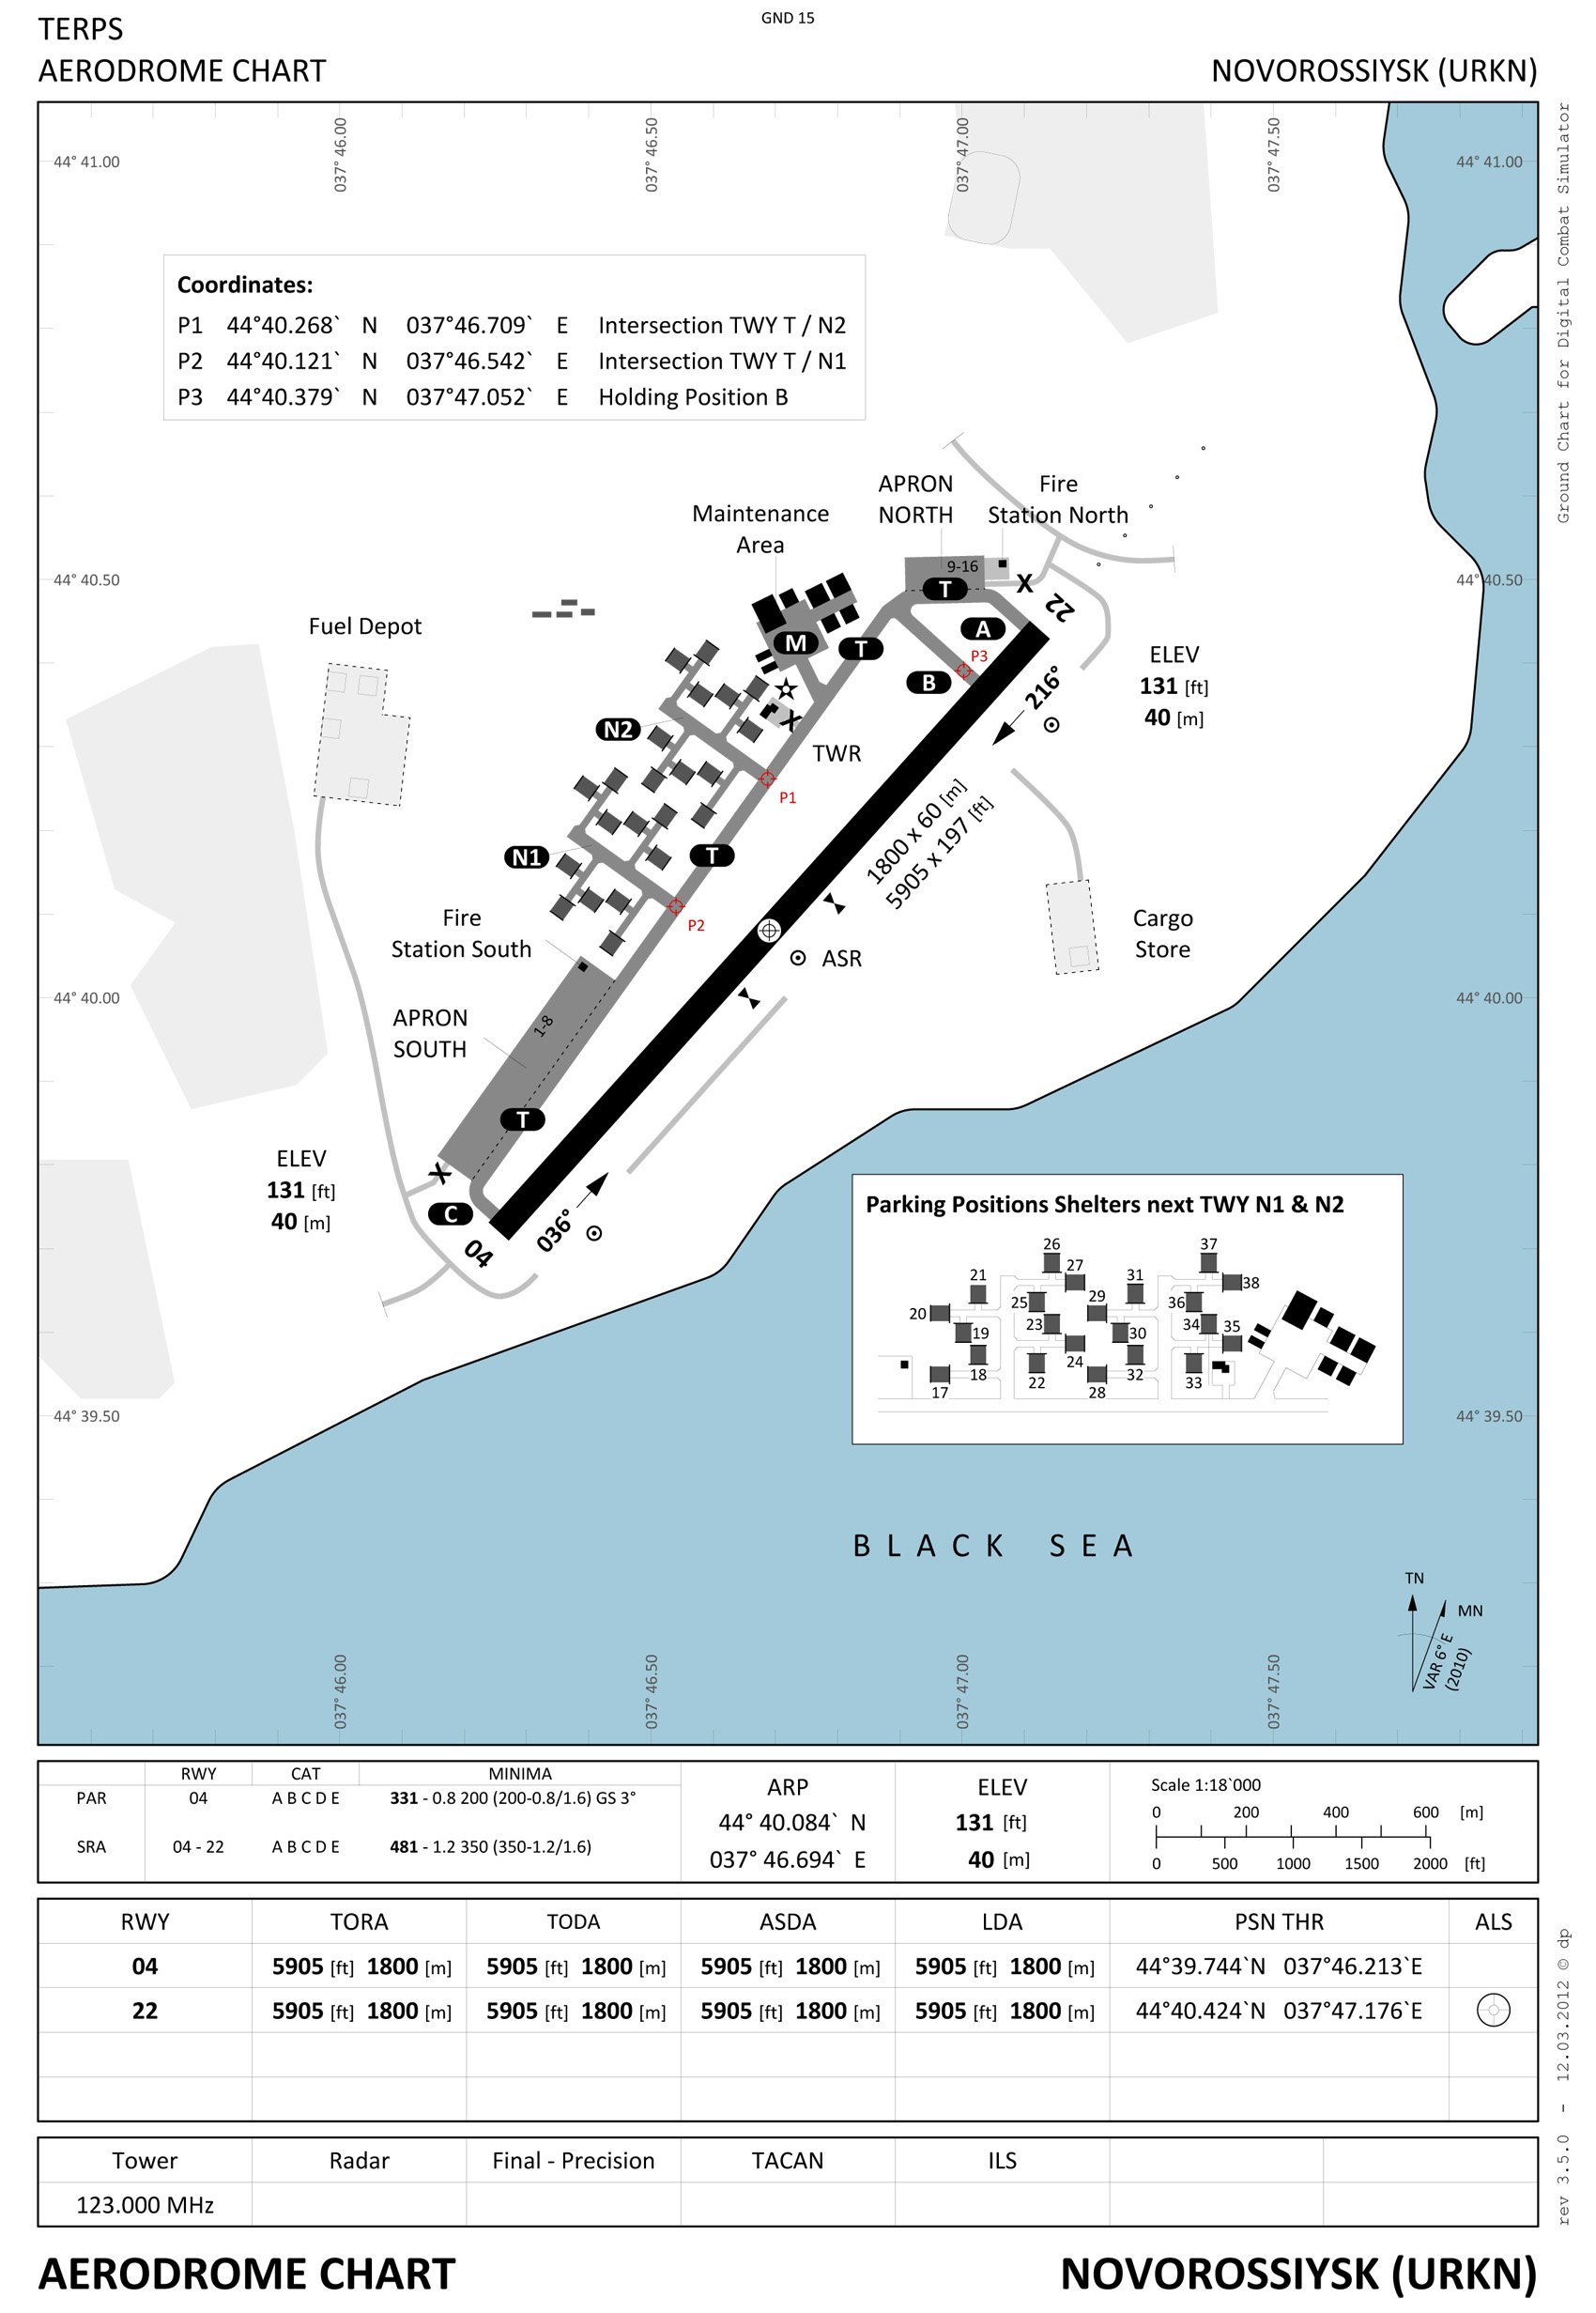 GND 15
TERPS
AERODROME CHART
NOVOROSSIYSK (URKN)
Ground Chart for Digital Combat Simulator
037° 46.00
037° 46.50
037° 47.00
037° 47.50
44° 41.00
44° 41.00
Coordinates:
P1 44°40.268` N 037°46.709` E Intersection TWY T / N2
P2 44°40.121` N 037°46.542` E Intersection TWY T / N1
P3 44°40.379` N 037°47.052` E Holding Position B
APRON
NORTH
Fire
Station North
Maintenance
Area
44° 40.50
44° 40.50
9-16
T
X
22
Fuel Depot
A
M
T
P3
B
216°
ELEV
131 [ft]
40 [m]
N2
X
TWR
P1
1800 x 60 [m]
5905 x 197 [ft]
N1
T
Fire
Station South
P2
Cargo
Store
ASR
44° 40.00
44° 40.00
1-8
APRON
SOUTH
T
ELEV
131 [ft]
40 [m]
X
C
04
036°
Parking Positions Shelters next TWY N1 & N2
26
37
21
27
31
38
20
25
29
36
19
23
30
34
35
18
24
32
17
22
28
33
44° 39.50
44° 39.50
BLACK SEA
TN
MN
VAR 6° E
(2010)
037° 46.00
037° 46.50
037° 47.00
037° 47.50
RWY CAT MINIMA
PAR 04 A B C D E 331 - 0.8 200 (200-0.8/1.6) GS 3°
SRA 04 - 22 A B C D E 481 - 1.2 350 (350-1.2/1.6)
ARP
44° 40.084` N
037° 46.694` E
ELEV
131 [ft]
40 [m]
Scale 1:18`000
0 200 400 600 [m]
0 500 1000 1500 2000 [ft]
RWY TORA TODA ASDA LDA PSN THR ALS
04 5905 [ft] 1800 [m] 5905 [ft] 1800 [m] 5905 [ft] 1800 [m] 5905 [ft] 1800 [m] 44°39.744`N 037°46.213`E
22 5905 [ft] 1800 [m] 5905 [ft] 1800 [m] 5905 [ft] 1800 [m] 5905 [ft] 1800 [m] 44°40.424`N 037°47.176`E
Tower Radar Final - Precision TACAN ILS
123.000 MHz
rev 3.5.0 - 12.03.2012 © dp
AERODROME CHART
NOVOROSSIYSK (URKN)